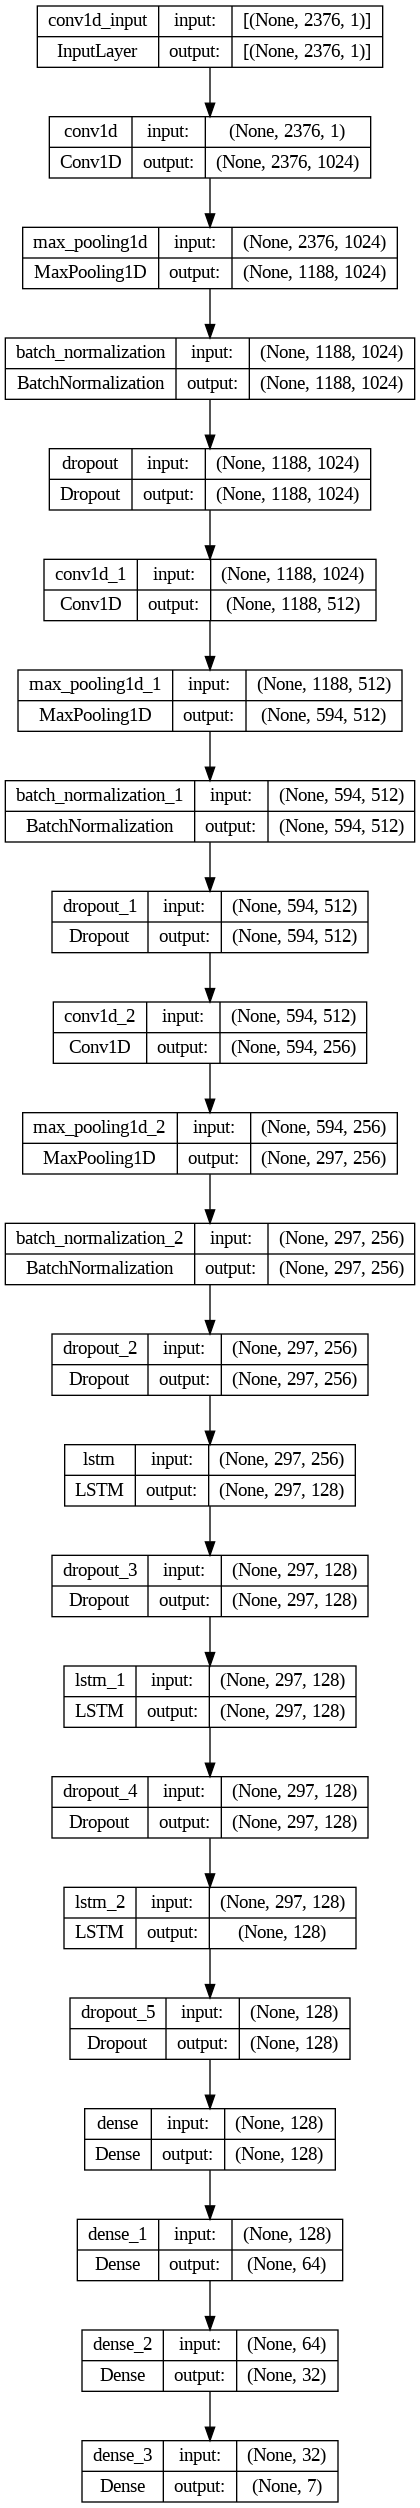 conv1d_input input: [(None, 2376, 1)]
InputLayer output: [(None, 2376, 1)]
conv1d input: (None, 2376, 1)
Conv1D output: (None, 2376, 1024)
max_pooling1d input: (None, 2376, 1024)
MaxPooling1D output: (None, 1188, 1024)
batch_normalization input: (None, 1188, 1024)
BatchNormalization output: (None, 1188, 1024)
dropout input: (None, 1188, 1024)
Dropout output: (None, 1188, 1024)
conv1d_1 input: (None, 1188, 1024)
Conv1D output: (None, 1188, 512)
max_pooling1d_1 input: (None, 1188, 512)
MaxPooling1D output: (None, 594, 512)
batch_normalization_1 input: (None, 594, 512)
BatchNormalization output: (None, 594, 512)
dropout_1 input: (None, 594, 512)
Dropout output: (None, 594, 512)
conv1d_2 input: (None, 594, 512)
Conv1D output: (None, 594, 256)
max_pooling1d_2 input: (None, 594, 256)
MaxPooling1D output: (None, 297, 256)
batch_normalization_2 input: (None, 297, 256)
BatchNormalization output: (None, 297, 256)
dropout_2 input: (None, 297, 256)
Dropout output: (None, 297, 256)
lstm input: (None, 297, 256)
LSTM output: (None, 297, 128)
dropout_3 input: (None, 297, 128)
Dropout output: (None, 297, 128)
lstm_1 input: (None, 297, 128)
LSTM output: (None, 297, 128)
dropout_4 input: (None, 297, 128)
Dropout output: (None, 297, 128)
lstm_2 input: (None, 297, 128)
LSTM output: (None, 128)
dropout_5 input: (None, 128)
Dropout output: (None, 128)
dense input: (None, 128)
Dense output: (None, 128)
dense_1 input: (None, 128)
Dense output: (None, 64)
dense_2 input: (None, 64)
Dense output: (None, 32)
dense_3 input: (None, 32)
Dense output: (None, 7)